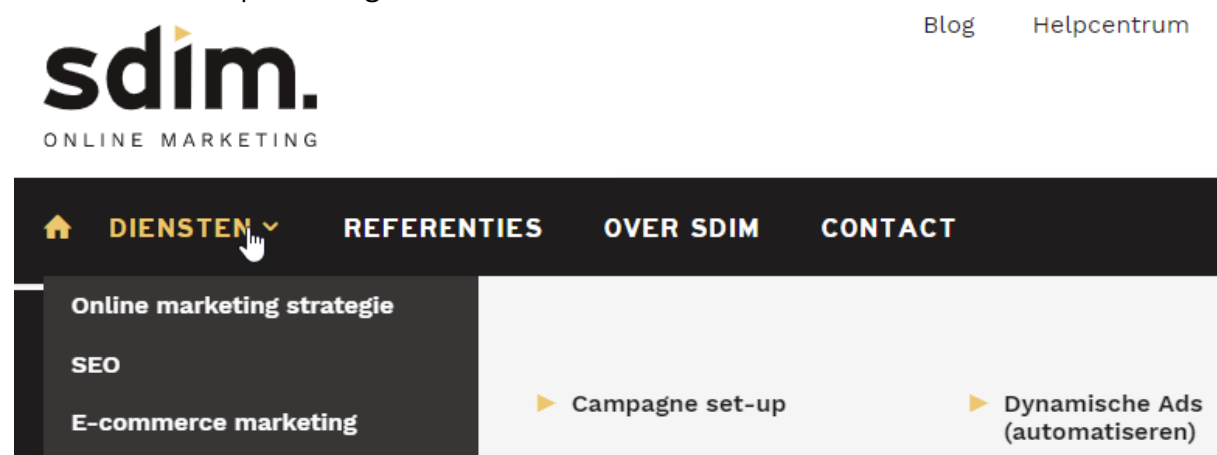 Blog Helpcentrum
sdim.
ONLINE MARKETING
DIENSTEN REFERENTIES OVER SDIM CONTACT
Online marketing strategie
SEO
E-commerce marketing
Campagne set-up
Dynamische Ads
(automatiseren)